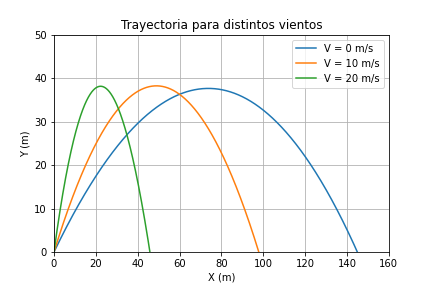 Trayectoria para distintos vientos
50
40
30
20
10
0
Y (m)
V = 0 m/s
V = 10 m/s
V = 20 m/s
0 20 40 60 80 100 120 140 160
X (m)